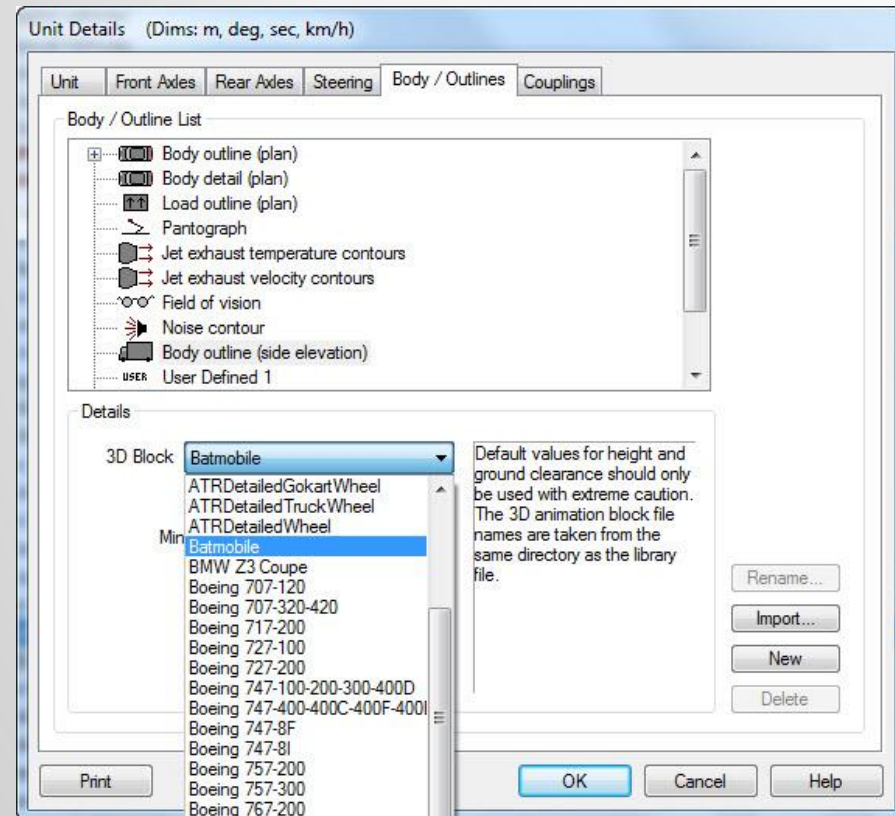 Unit Details (Dims: m, deg, sec, km/h)
Unit Front Axles Rear Axles Steering Body / Outlines Couplings
Body / Outline List
Body outline (plan)
Body detail (plan)
Load outline (plan)
Pantograph
Jet exhaust temperature contours
Jet exhaust velocity contours
Field of vision
Noise contour
Body outline (side elevation)
USER User Defined 1
Details
3D Block Batmobile
ATRDetailedGokartWheel
ATRDetailedTruckWheel
ATRDetailedWheel
Min
Batmobile
BMW Z3 Coupe
Boeing 707-120
Boeing 707-320-420
Boeing 717-200
Boeing 727-100
Boeing 727-200
Boeing 747-100-200-300-400D
Boeing 747-400-400C-400F-400
Boeing 747-8F
Boeing 747-8I
Boeing 757-200
Boeing 757-300
Boeing 767-200
Default values for height and
ground clearance should only
be used with extreme caution.
The 3D animation block file
names are taken from the
same directory as the library
file.
Rename...
Import...
New
Delete
Print OK Cancel Help